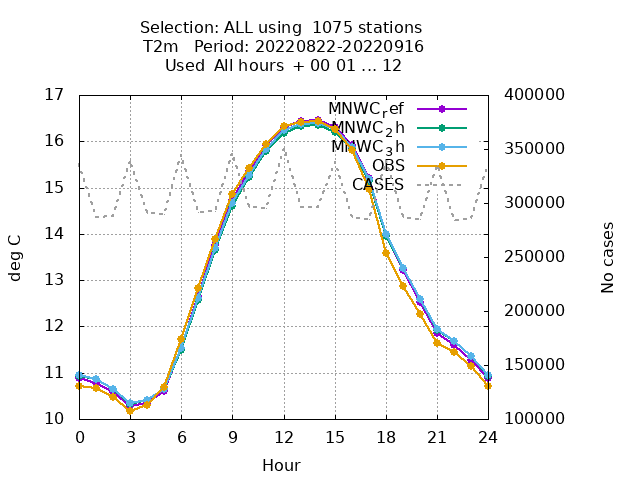 Selection: ALL using  1075 stations
T2m   Period: 20220822-20220916
Used  All hours  + 00 01 ... 12
17 400000
MNWC_ref
MNWC_2h
16 350000
MNWC_3h
OBS
CASES
15 300000
14 250000
deg C
No cases
13 200000
12 150000
11
10 100000
0 3 6 9 12 15 18 21 24
Hour